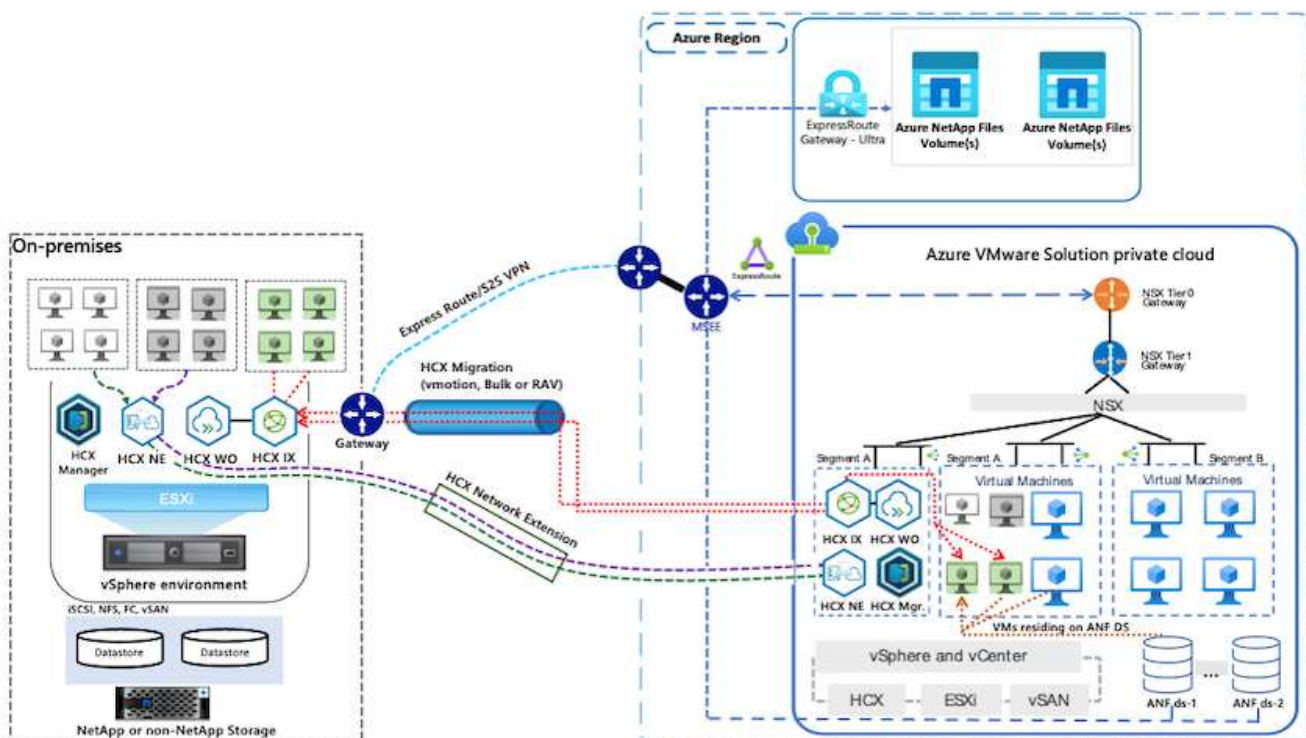 Azure Region
ExpressRoute
Gateway - Ultra
Azure NetApp Files
Volume(s)
Azure NetApp Files
Volume(s)
On-premises
Express Route/S2S VPN
ExpressRoute
MSEE
Azure VMware Solution private cloud
NSX Tier0
Gateway
NSX Tier1
Gateway
NSX
HCX Migration
(vmotion, Bulk or RAV)
Gateway
HCX
Manager
HCX NE
HCX WO
HCX IX
ESXi
vSphere environment
HCX Network Extension
iSCSI, NFS, FC, vSAN
Datastore
Datastore
NetApp or non-NetApp Storage
Segment A
Segment A
Segment B
Virtual Machines
Virtual Machines
HCX IX
HCX WO
HCX NE
HCX Mgr.
VMs residing on ANF DS
vSphere and vCenter
HCX
ESXi
vSAN
...
ANF ds-1
ANF ds-2